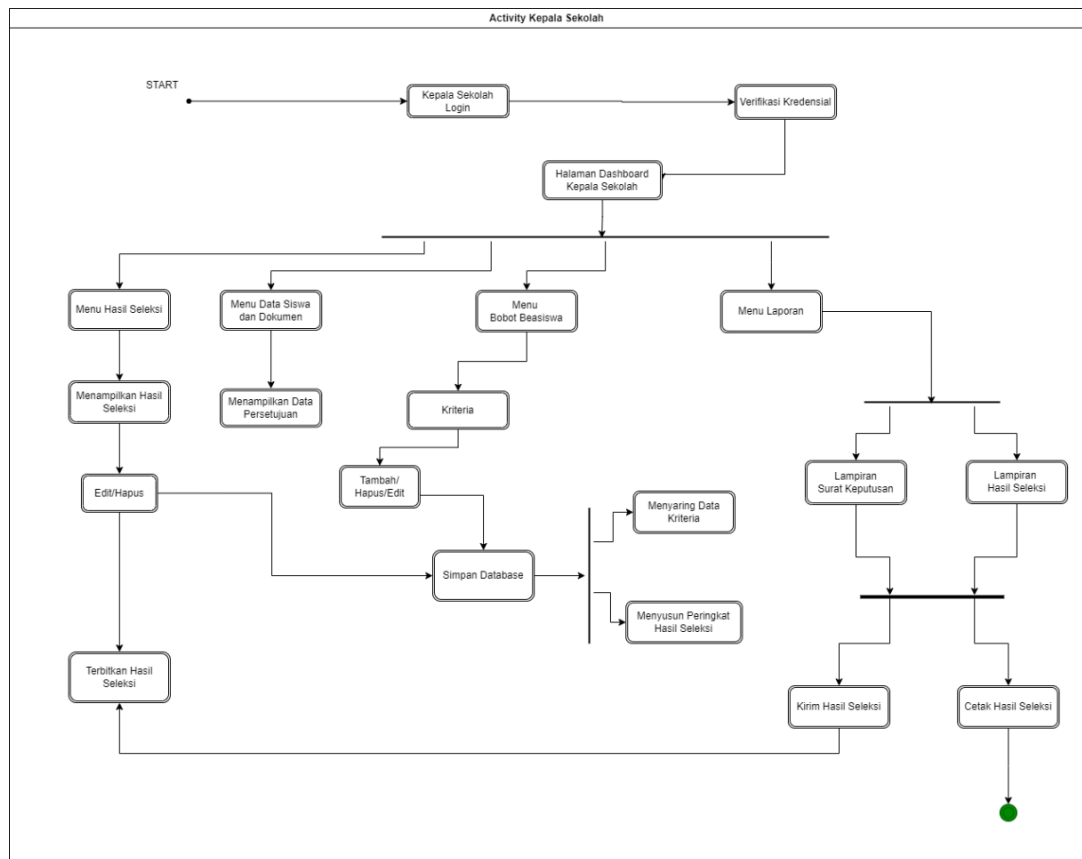 Activity Kepala Sekolah
START
Kepala Sekolah
Login
Verifikasi Kredensial
Halaman Dashboard
Kepala Sekolah
Menu Hasil Seleksi
Menu Data Siswa
dan Dokumen
Menu
Bobot Beasiswa
Menu Laporan
Menampilkan Hasil
Seleksi
Menampilkan Data
Persetujuan
Kriteria
Edit/Hapus
Tambah/
Hapus/Edit
Lampiran
Surat Keputusan
Lampiran
Hasil Seleksi
Menyaring Data
Kriteria
Simpan Database
Menyusun Peringkat
Hasil Seleksi
Terbitkan Hasil
Seleksi
Kirim Hasil Seleksi
Cetak Hasil Seleksi